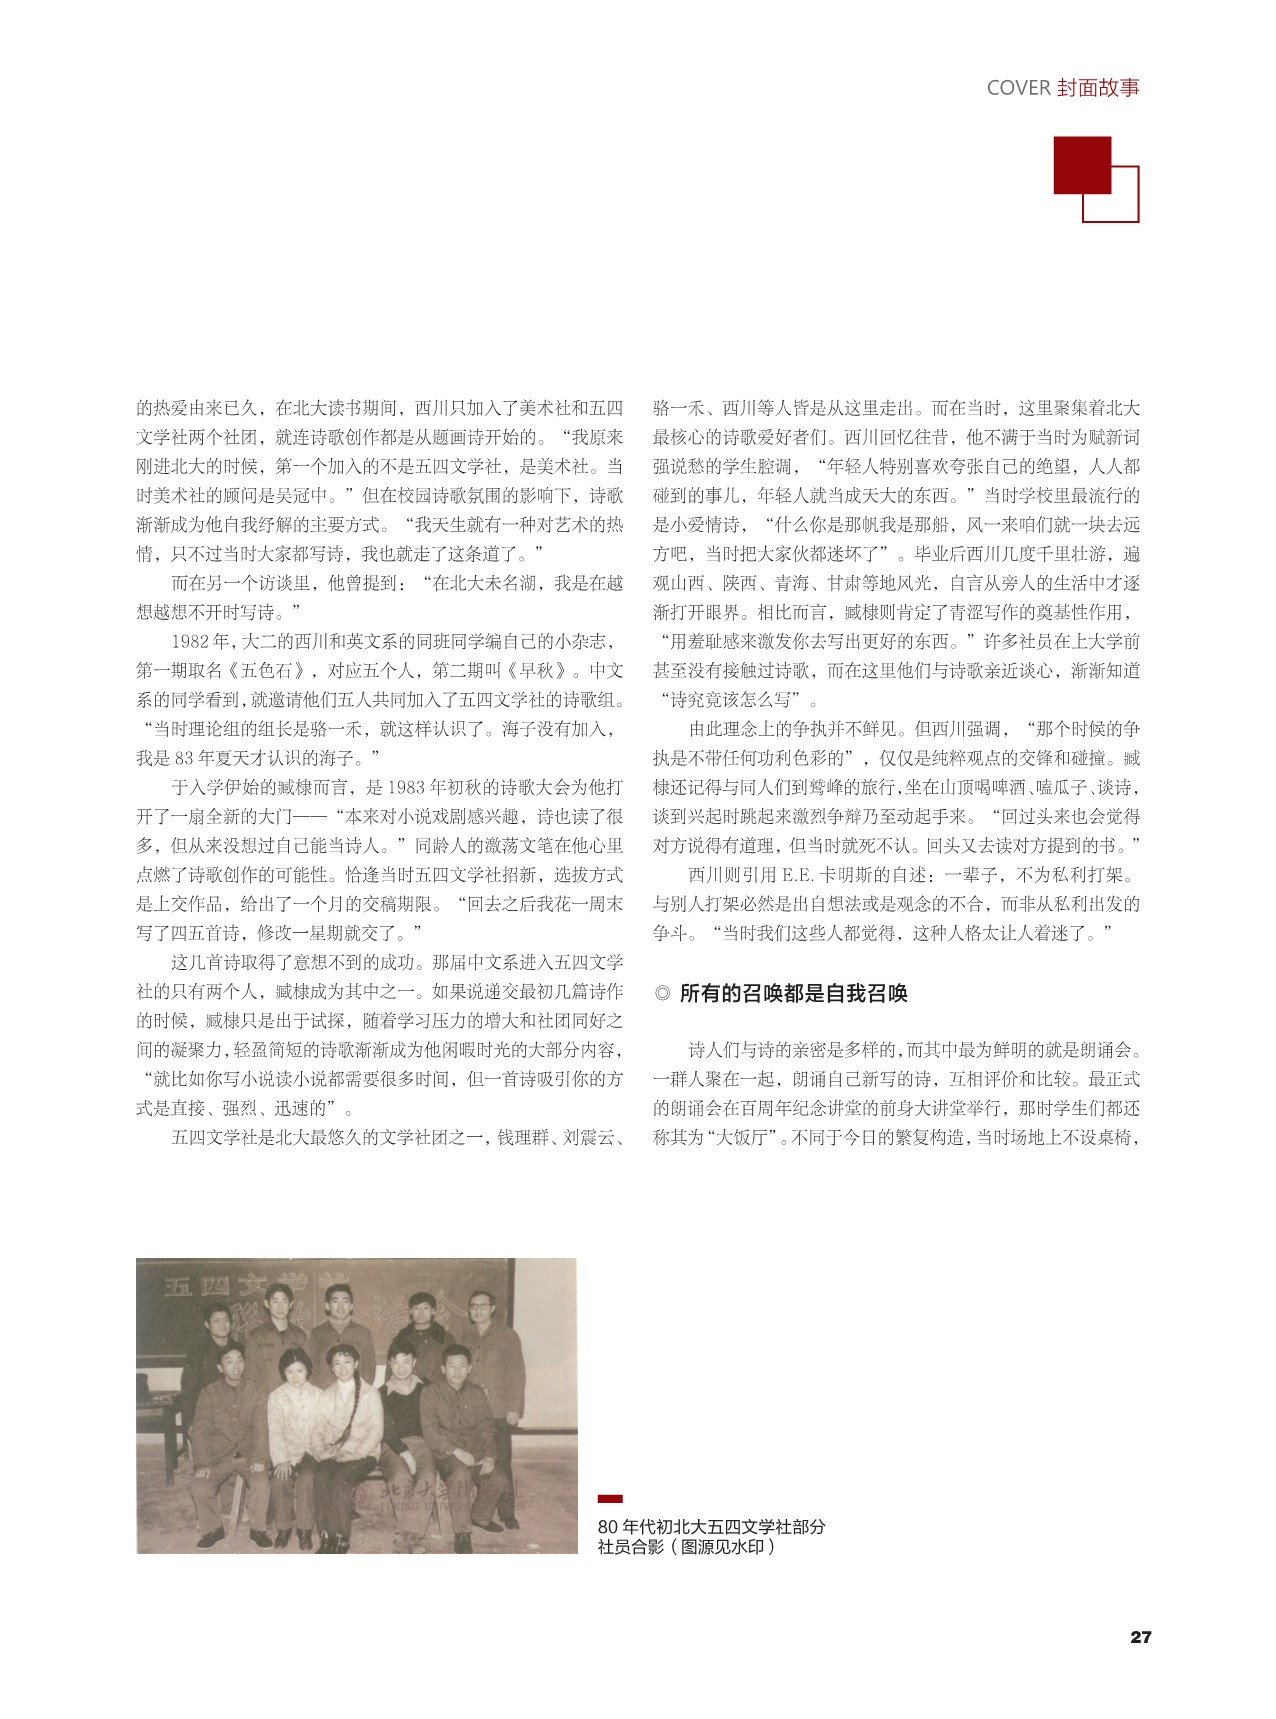 COVER 封面故事
的热爱由来已久，在北大读书期间，西川只加入了美术社和五四
文学社两个社团，就连诗歌创作都是从题画诗开始的。“我原来
刚进北大的时候，第一个加入的不是五四文学社，是美术社。当
时美术社的顾问是吴冠中。”但在校园诗歌氛围的影响下，诗歌
渐渐成为他自我纾解的主要方式。“我天生就有一种对艺术的热
情，只不过当时大家都写诗，我也就走了这条道了。”
而在另一个访谈里，他曾提到：“在北大未名湖，我是在越
想越想不开时写诗。”
1982 年，大二的西川和英文系的同班同学编自己的小杂志，
第一期取名《五色石》，对应五个人，第二期叫《早秋》。中文
系的同学看到，就邀请他们五人共同加入了五四文学社的诗歌组。
“当时理论组的组长是骆一禾，就这样认识了。海子没有加入，
我是 83 年夏天才认识的海子。”
于入学伊始的臧棣而言，是 1983 年初秋的诗歌大会为他打
开了一扇全新的大门——“本来对小说戏剧感兴趣，诗也读了很
多，但从来没想过自己能当诗人。”同龄人的激荡文笔在他心里
点燃了诗歌创作的可能性。恰逢当时五四文学社招新，选拔方式
是上交作品，给出了一个月的交稿期限。“回去之后我花一周末
写了四五首诗，修改一星期就交了。”
这几首诗取得了意想不到的成功。那届中文系进入五四文学
社的只有两个人，臧棣成为其中之一。如果说递交最初几篇诗作
的时候，臧棣只是出于试探，随着学习压力的增大和社团同好之
间的凝聚力，轻盈简短的诗歌渐渐成为他闲暇时光的大部分内容，
“就比如你写小说读小说都需要很多时间，但一首诗吸引你的方
式是直接、强烈、迅速的”。
五四文学社是北大最悠久的文学社团之一，钱理群、刘震云、
骆一禾、西川等人皆是从这里走出。而在当时，这里聚集着北大
最核心的诗歌爱好者们。西川回忆往昔，他不满于当时为赋新词
强说愁的学生腔调，“年轻人特别喜欢夸张自己的绝望，人人都
碰到的事儿，年轻人就当成天大的东西。”当时学校里最流行的
是小爱情诗，“什么你是那帆我是那船，风一来咱们就一块去远
方吧，当时把大家伙都迷坏了”。毕业后西川几度千里壮游，遍
观山西、陕西、青海、甘肃等地风光，自言从旁人的生活中才逐
渐打开眼界。相比而言，臧棣则肯定了青涩写作的奠基性作用，
“用羞耻感来激发你去写出更好的东西。”许多社员在上大学前
甚至没有接触过诗歌，而在这里他们与诗歌亲近谈心，渐渐知道
“诗究竟该怎么写”。
由此理念上的争执并不鲜见。但西川强调，“那个时候的争
执是不带任何功利色彩的”，仅仅是纯粹观点的交锋和碰撞。臧
棣还记得与同人们到鹫峰的旅行，坐在山顶喝啤酒、嗑瓜子、谈诗，
谈到兴起时跳起来激烈争辩乃至动起手来。“回过头来也会觉得
对方说得有道理，但当时就死不认。回头又去读对方提到的书。”
西川则引用 E.E. 卡明斯的自述：一辈子，不为私利打架。
与别人打架必然是出自想法或是观念的不合，而非从私利出发的
争斗。“当时我们这些人都觉得，这种人格太让人着迷了。”
◎ 所有的召唤都是自我召唤
诗人们与诗的亲密是多样的，而其中最为鲜明的就是朗诵会。
一群人聚在一起，朗诵自己新写的诗，互相评价和比较。最正式
的朗诵会在百周年纪念讲堂的前身大讲堂举行，那时学生们都还
称其为“大饭厅”。不同于今日的繁复构造，当时场地上不设桌椅，
五四文学社
80 年代初北大五四文学社部分
社员合影（图源见水印）
27